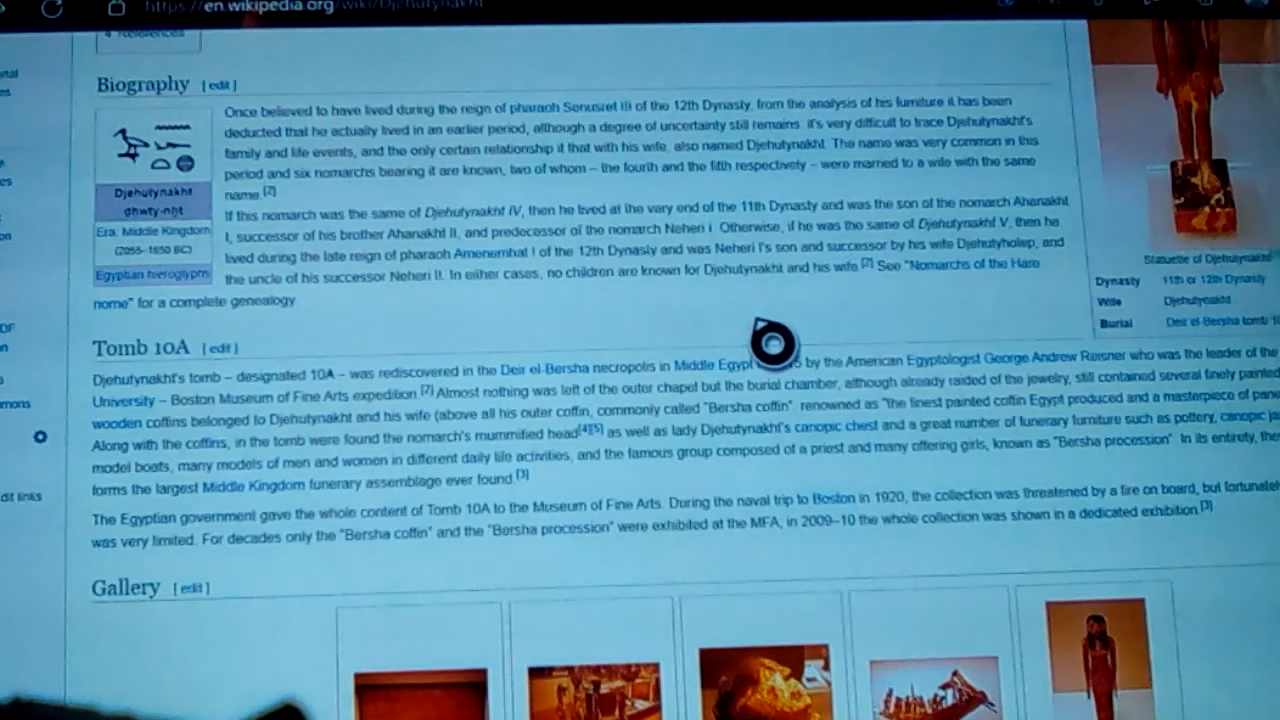 https://en.wikipedia.org/wiki/Djehutynakht
4 References
Biography [ edit ]
Once believed to have lived during the reign of pharaoh Senusret III of the 12th Dynasty, from the analysis of his furniture it has been
deducted that he actually lived in an earlier period, although a degree of uncertainty still remains. It's very difficult to trace Djehutynakht's
family and life events, and the only certain relationship it that with his wife, also named Djehutynakht. The name was very common in this
period and six nomarchs bearing it are known, two of whom – the fourth and the fifth respectively – were married to a wife with the same
name.[2]
Djehutynakht
ḏḥwty-nḫt
Era: Middle Kingdom
(2055–1650 BC)
Egyptian hieroglyphs
If this nomarch was the same of Djehutynakht IV, then he lived at the very end of the 11th Dynasty and was the son of the nomarch Ahanakht
I, successor of his brother Ahanakht II, and predecessor of the nomarch Neheri I. Otherwise, if he was the same of Djehutynakht V, then he
lived during the late reign of pharaoh Amenemhat I of the 12th Dynasty and was Neheri I's son and successor by his wife Djehutyhotep, and
the uncle of his successor Neheri II. In either cases, no children are known for Djehutynakht and his wife.[2] See "Nomarchs of the Hare
nome" for a complete genealogy
Statuette of Djehutynakht
Dynasty 11th or 12th Dynasty
Wife Djehutynakht
Burial Deir el-Bersha tomb 10
Tomb 10A [ edit ]
Djehutynakht's tomb – designated 10A – was rediscovered in the Deir el-Bersha necropolis in Middle Egypt 5 by the American Egyptologist George Andrew Reisner who was the leader of the
University – Boston Museum of Fine Arts expedition.[2] Almost nothing was left of the outer chapel but the burial chamber, although already raided of the jewelry, still contained several finely painted
wooden coffins belonged to Djehutynakht and his wife (above all his outer coffin, commonly called "Bersha coffin" renowned as "the finest painted coffin Egypt produced and a masterpiece of pane
Along with the coffins, in the tomb were found the nomarch's mummified head[4][5] as well as lady Djehutynakht's canopic chest and a great number of funerary furniture such as pottery, canopic ja
model boats, many models of men and women in different daily life activities, and the famous group composed of a priest and many offering girls, known as "Bersha procession". In its entirety, the
forms the largest Middle Kingdom funerary assemblage ever found.[3]
The Egyptian government gave the whole content of Tomb 10A to the Museum of Fine Arts. During the naval trip to Boston in 1920, the collection was threatened by a fire on board, but fortunatel
was very limited. For decades only the "Bersha coffin" and the "Bersha procession" were exhibited at the MFA, in 2009–10 the whole collection was shown in a dedicated exhibition.[3]
Gallery [ edit ]
dit links